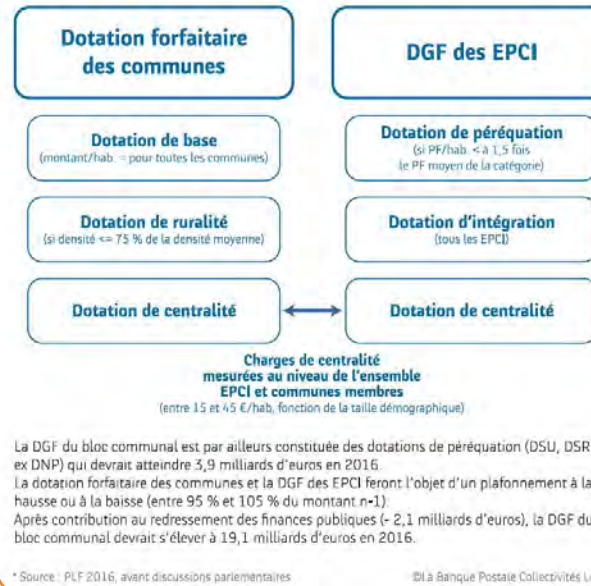 Dotation forfaitaire
des communes
DGF des EPCI
Dotation de base
(montant/hab. = pour toutes les communes)
Dotation de péréquation
(si PF/hab. < à 1,5 fois
le PF moyen de la catégorie)
Dotation de ruralité
(si densité <= 75 % de la densité moyenne)
Dotation d'intégration
(tous les EPCI)
Dotation de centralité
Dotation de centralité
Charges de centralité
mesurées au niveau de l'ensemble
EPCI et communes membres
(entre 15 et 45 €/hab, fonction de la taille démographique)
La DGF du bloc communal est par ailleurs constituée des dotations de péréquation (DSU, DSR
ex DNP) qui devrait atteindre 3,9 milliards d'euros en 2016.
La dotation forfaitaire des communes et la DGF des EPCI feront l'objet d'un plafonnement à la
hausse ou à la baisse (entre 95 % et 105 % du montant n-1).
Après contribution au redressement des finances publiques (- 2,1 milliards d'euros), la DGF du
bloc communal devrait s'élever à 19,1 milliards d'euros en 2016.
* Source : PLF 2016, avant discussions parlementaires
©La Banque Postale Collectivités